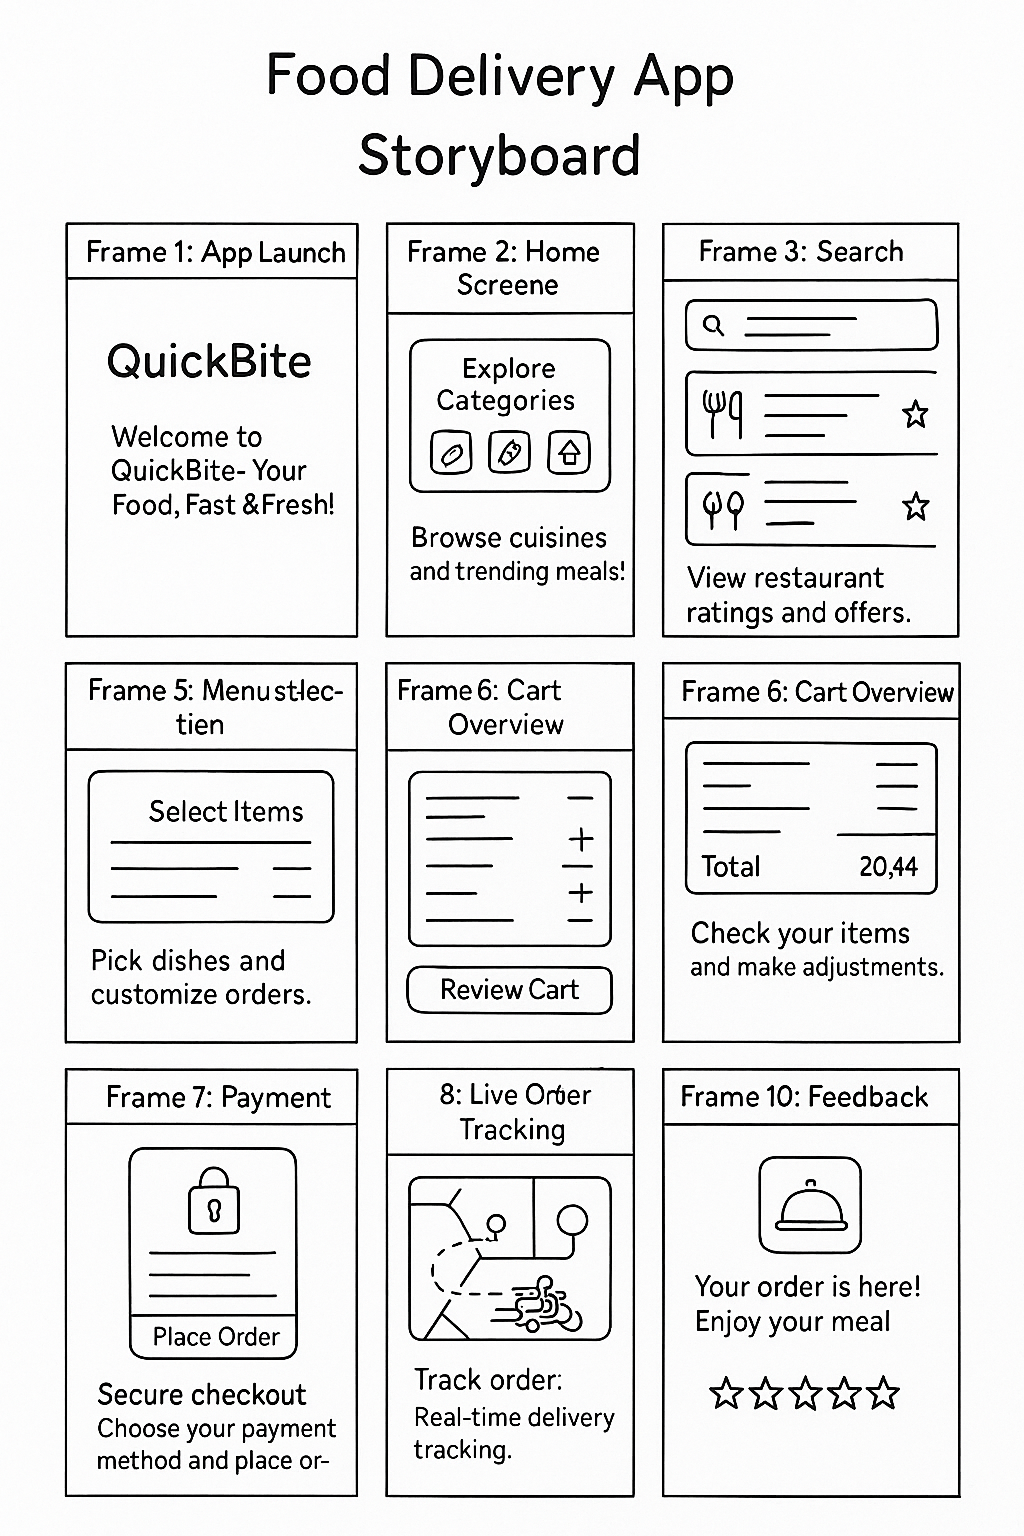 Food Delivery App
Storyboard
Frame 1: App Launch
QuickBite
Welcome to
QuickBite- Your
Food, Fast &Fresh!
Frame 2: Home
Screene
Explore
Categories
Browse cuisines
and trending meals!
Frame 3: Search
View restaurant
ratings and offers.
Frame 5: Menu stlec-
tien
Select Items
Pick dishes and
customize orders.
Frame 6: Cart
Overview
Review Cart
Frame 6: Cart Overview
Total 20,44
Check your items
and make adjustments.
Frame 7: Payment
Place Order
Secure checkout
Choose your payment
method and place or-
8: Live Order
Tracking
Track order:
Real-time delivery
tracking.
Frame 10: Feedback
Your order is here!
Enjoy your meal